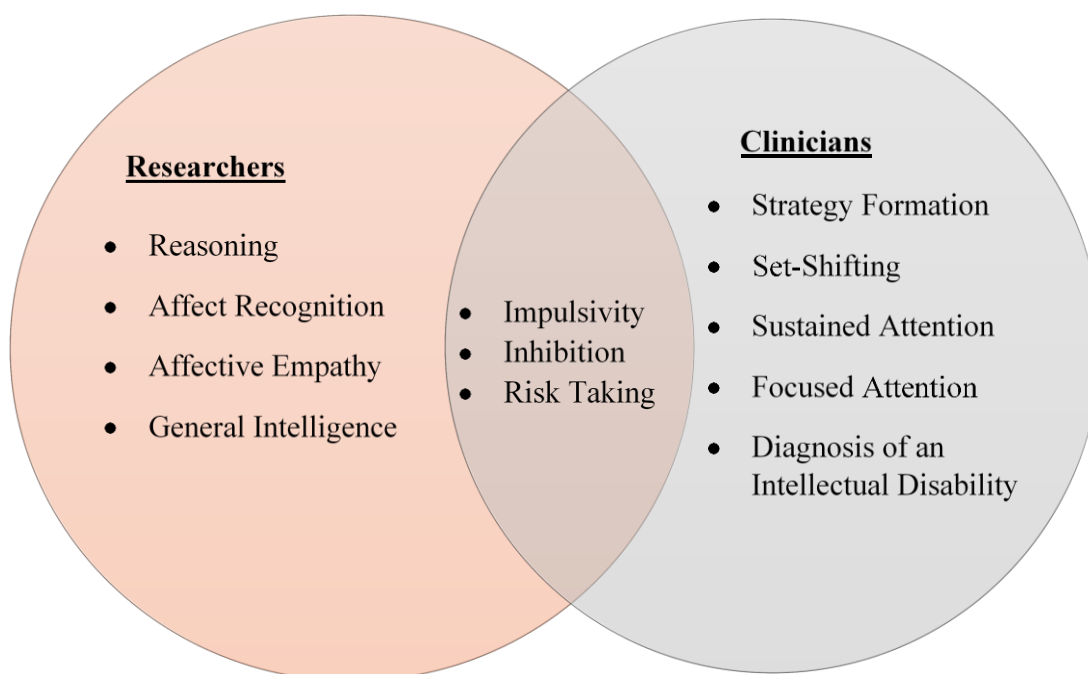 Researchers
• Reasoning
• Affect Recognition
• Affective Empathy
• General Intelligence
• Impulsivity
• Inhibition
• Risk Taking
Clinicians
• Strategy Formation
• Set-Shifting
• Sustained Attention
• Focused Attention
• Diagnosis of an
Intellectual Disability